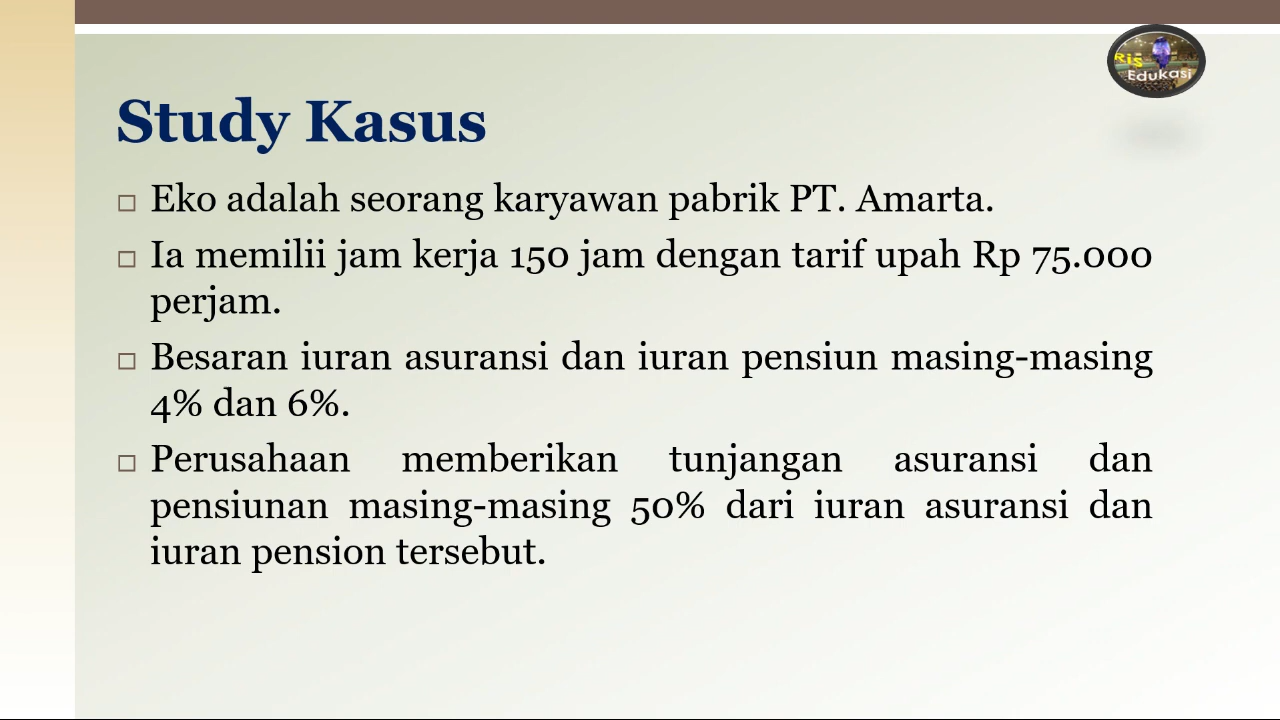 Ris
Edukasi
Study Kasus
Eko adalah seorang karyawan pabrik PT. Amarta.
Ia memilii jam kerja 150 jam dengan tarif upah Rp 75.000
perjam.
Besaran iuran asuransi dan iuran pensiun masing-masing
4% dan 6%.
Perusahaan memberikan tunjangan asuransi dan
pensiunan masing-masing 50% dari iuran asuransi dan
iuran pension tersebut.